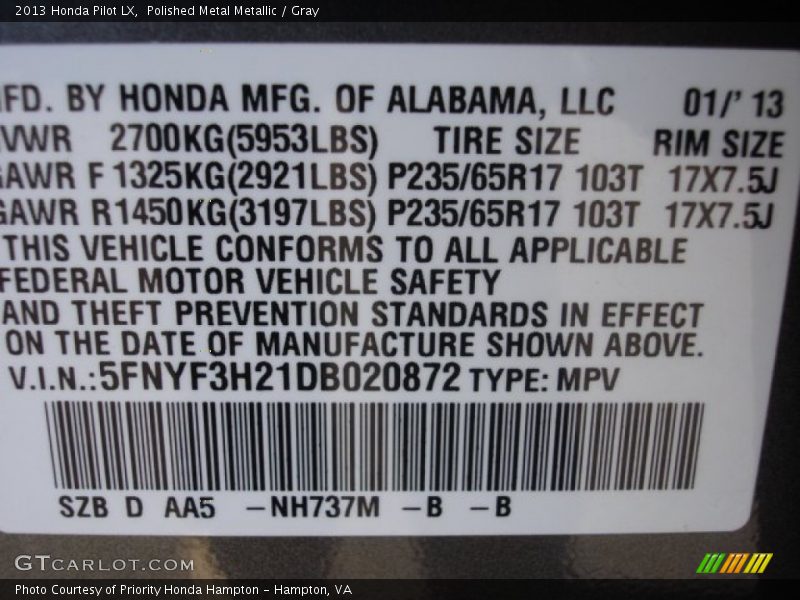 2013 Honda Pilot LX, Polished Metal Metallic / Gray
MFD. BY HONDA MFG. OF ALABAMA, LLC 01/' 13
GVWR 2700KG(5953LBS) TIRE SIZE RIM SIZE
GAWR F 1325KG(2921LBS) P235/65R17 103T 17X7.5J
GAWR R 1450KG(3197LBS) P235/65R17 103T 17X7.5J
THIS VEHICLE CONFORMS TO ALL APPLICABLE
FEDERAL MOTOR VEHICLE SAFETY
AND THEFT PREVENTION STANDARDS IN EFFECT
ON THE DATE OF MANUFACTURE SHOWN ABOVE.
V.I.N.:5FNYF3H21DB020872 TYPE: MPV
SZB D AA5 -NH737M -B -B
GTCARLOT.COM
Photo Courtesy of Priority Honda Hampton - Hampton, VA